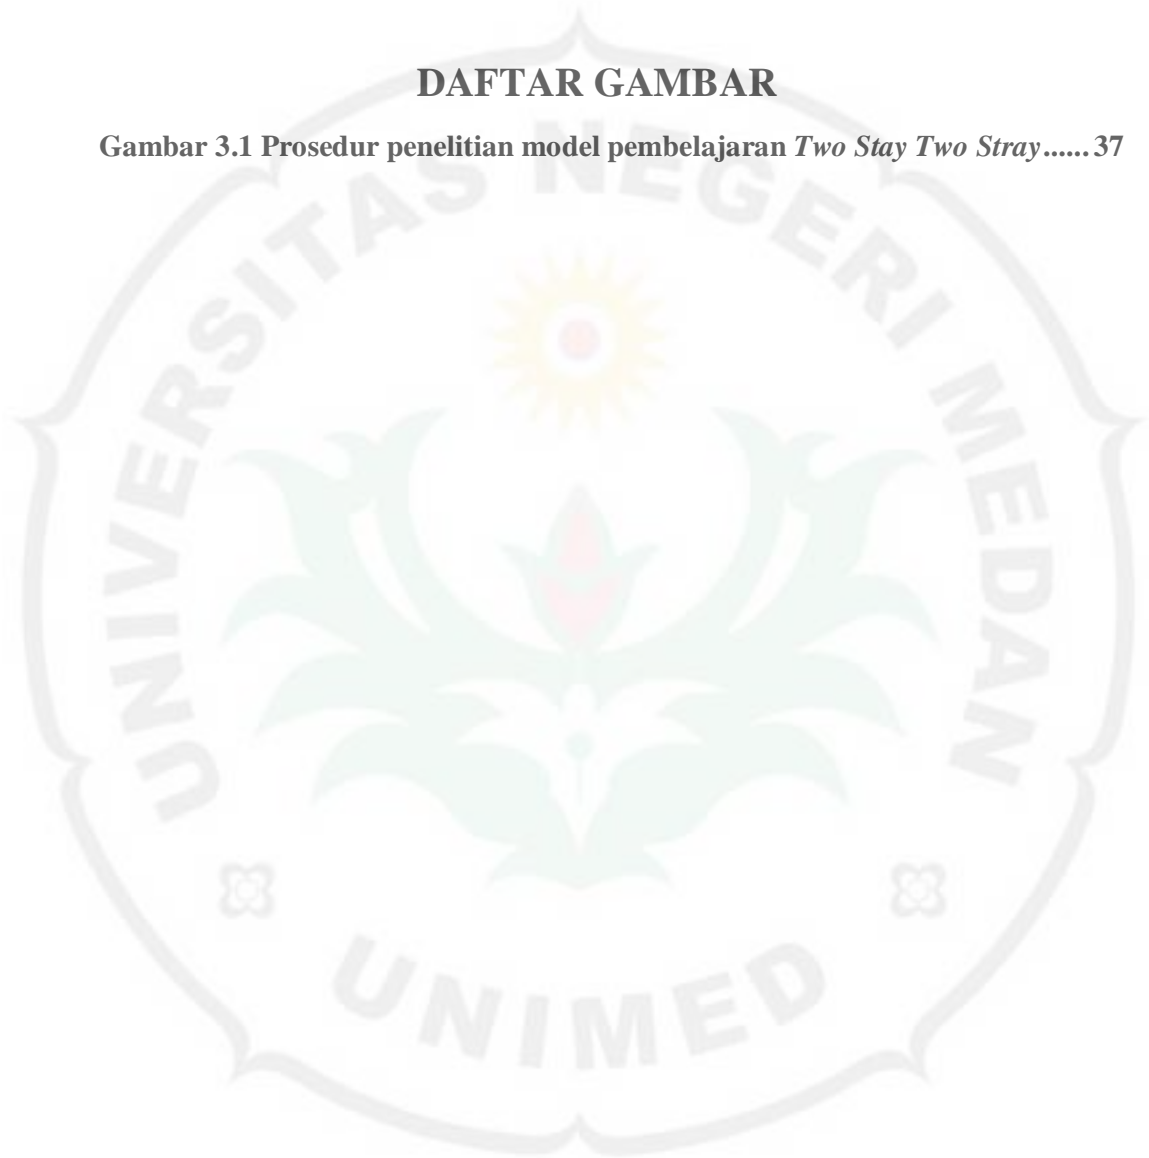 DAFTAR GAMBAR
Gambar 3.1 Prosedur penelitian model pembelajaran Two Stay Two Stray...... 37
UNIVERSITAS NEGERI MEDAN
UNIMED